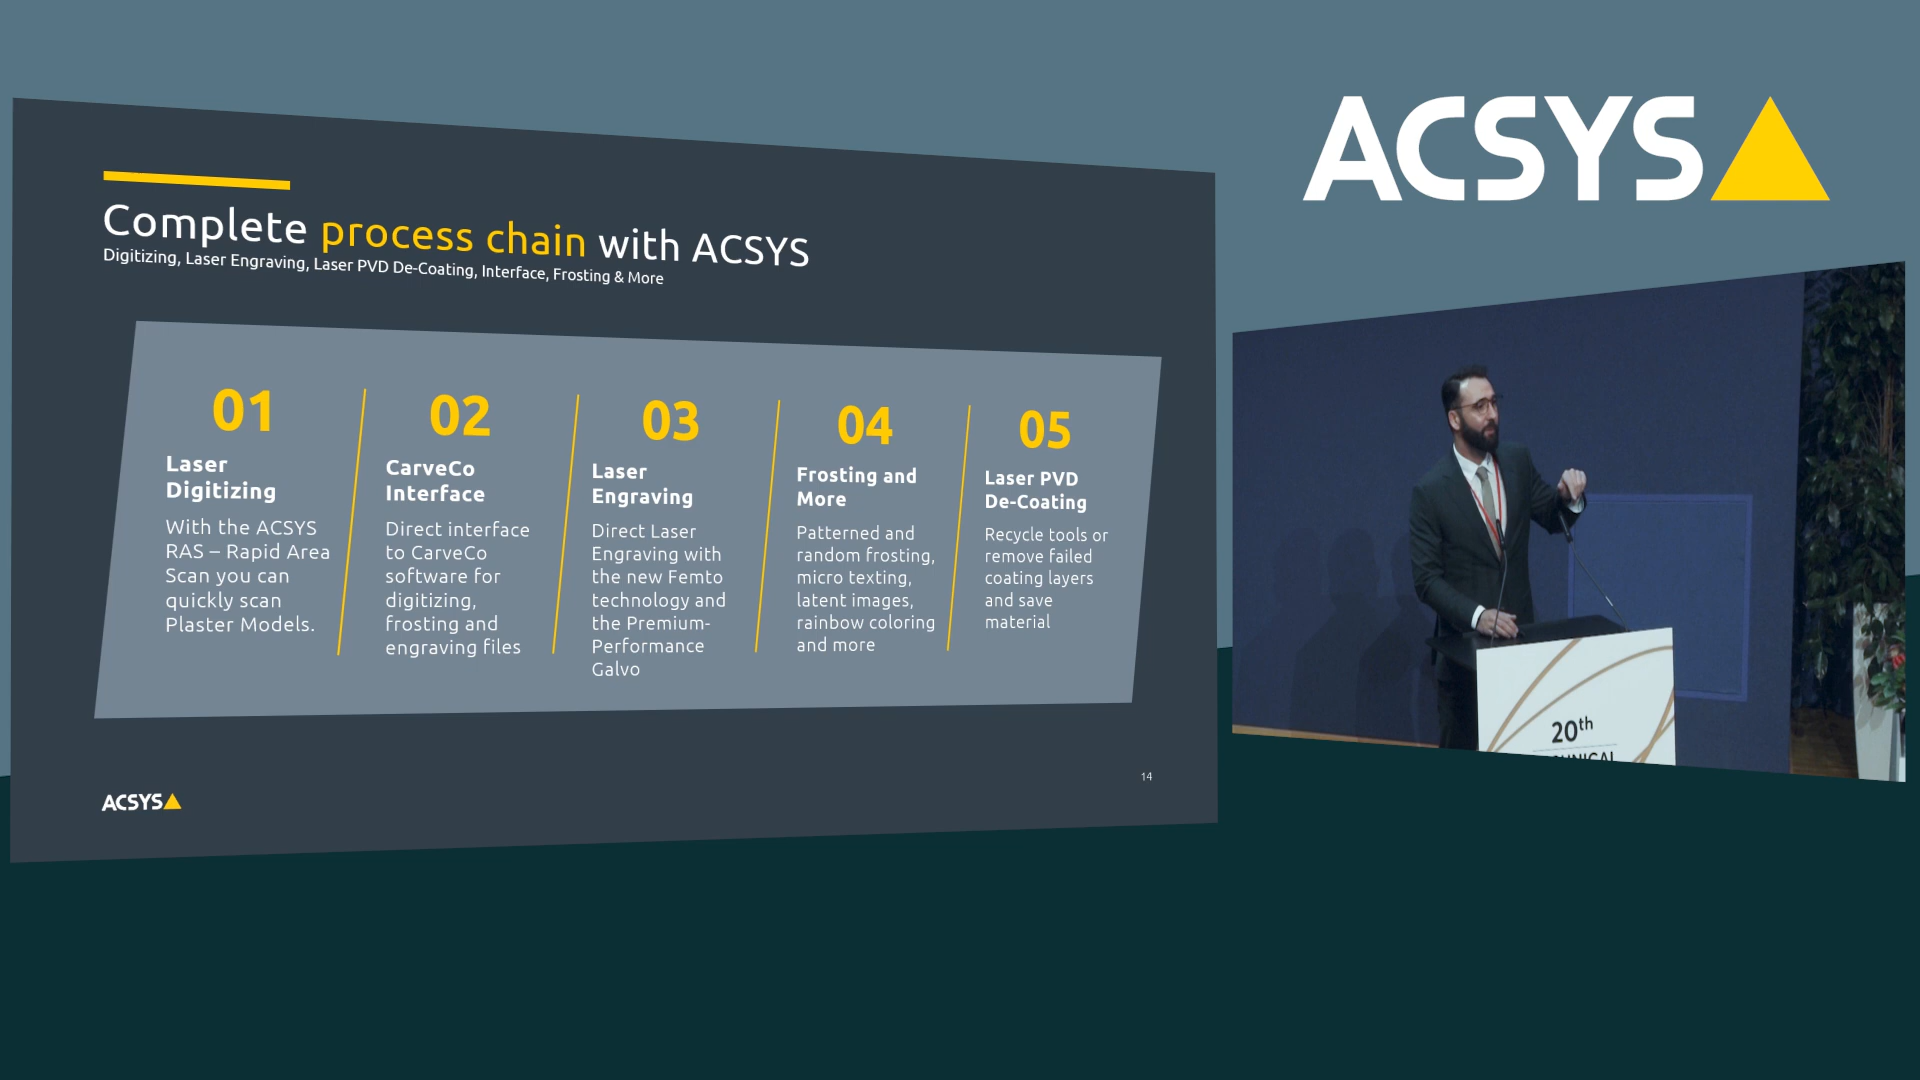 ACSYS
Complete process chain with ACSYS
Digitizing, Laser Engraving, Laser PVD De-Coating, Interface, Frosting & More
01
Laser
Digitizing
With the ACSYS
RAS – Rapid Area
Scan you can
quickly scan
Plaster Models.
02
CarveCo
Interface
Direct interface
to CarveCo
software for
digitizing,
frosting and
engraving files
03
Laser
Engraving
Direct Laser
Engraving with
the new Femto
technology and
the Premium-
Performance
Galvo
04
Frosting and
More
Patterned and
random frosting,
micro texting,
latent images,
rainbow coloring
and more
05
Laser PVD
De-Coating
Recycle tools or
remove failed
coating layers
and save
material
14
ACSYS
20th